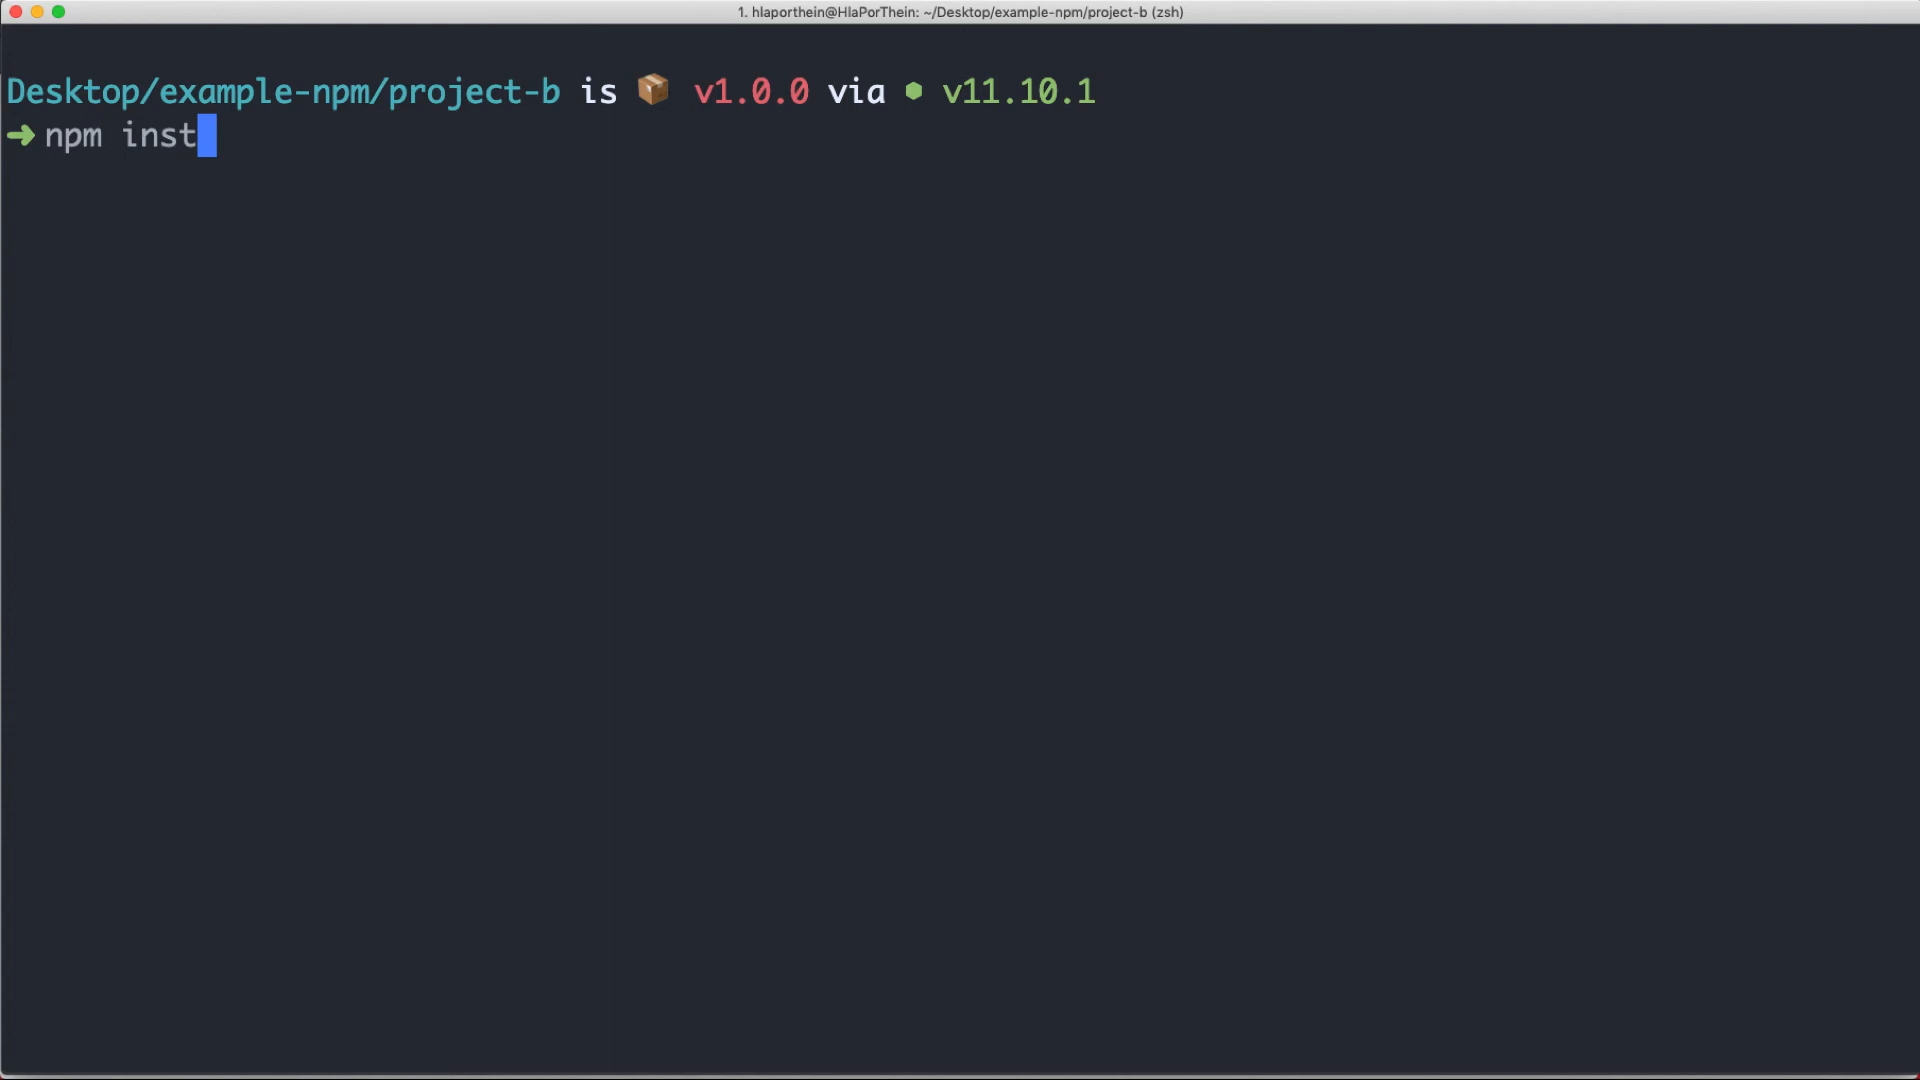 1. hlaporthein@HlaPorThein: ~/Desktop/example-npm/project-b (zsh)
Desktop/example-npm/project-b is 📦 v1.0.0 via ⬢ v11.10.1
➜ npm inst